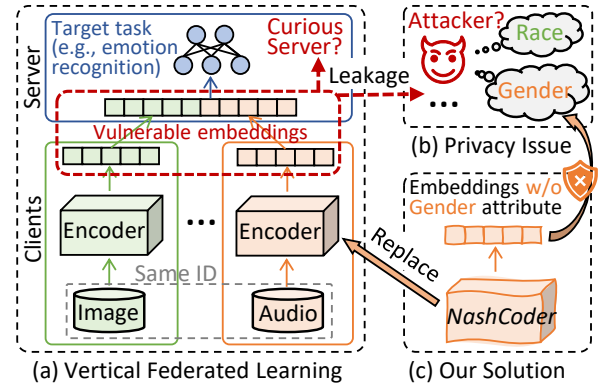 Server
Target task
(e.g., emotion
recognition)
Curious
Server?
Vulnerable embeddings
Leakage
Clients
Encoder
...
Encoder
Same ID
Image
Audio
(a) Vertical Federated Learning
Attacker?
Race
Gender
...
(b) Privacy Issue
Embeddings w/o
Gender attribute
Replace
NashCoder
(c) Our Solution